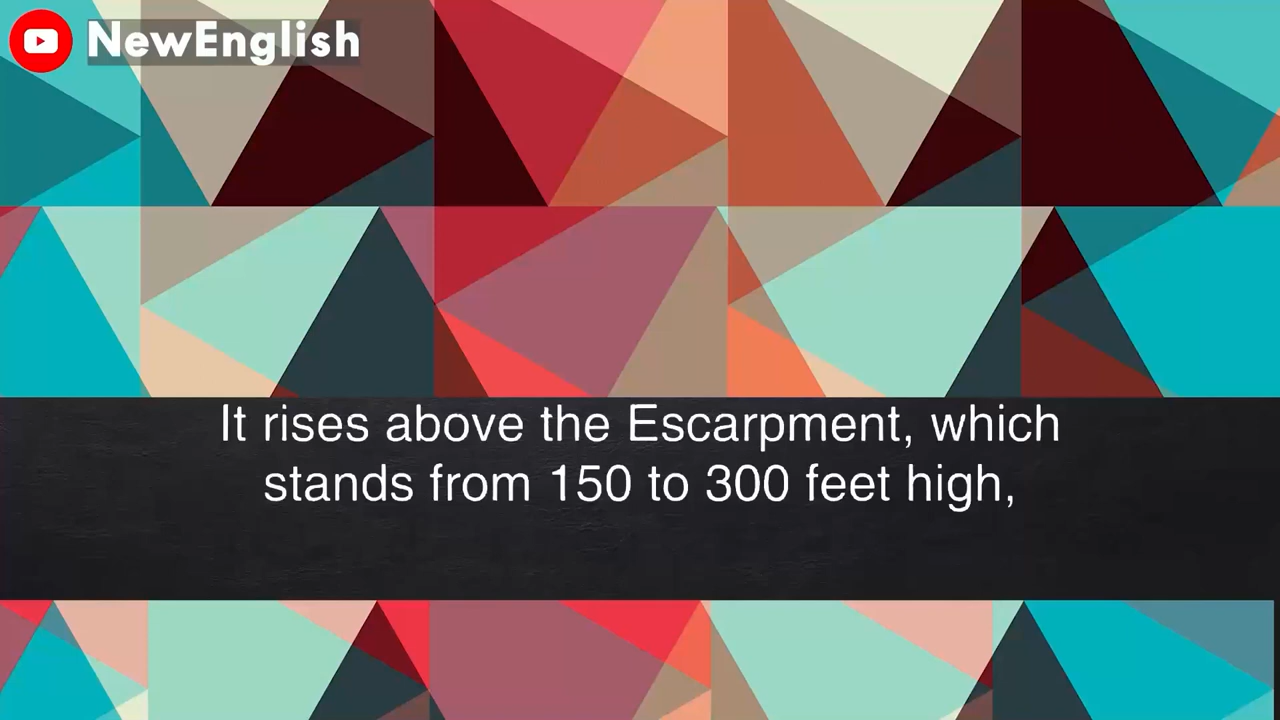 NewEnglish
It rises above the Escarpment, which
stands from 150 to 300 feet high,